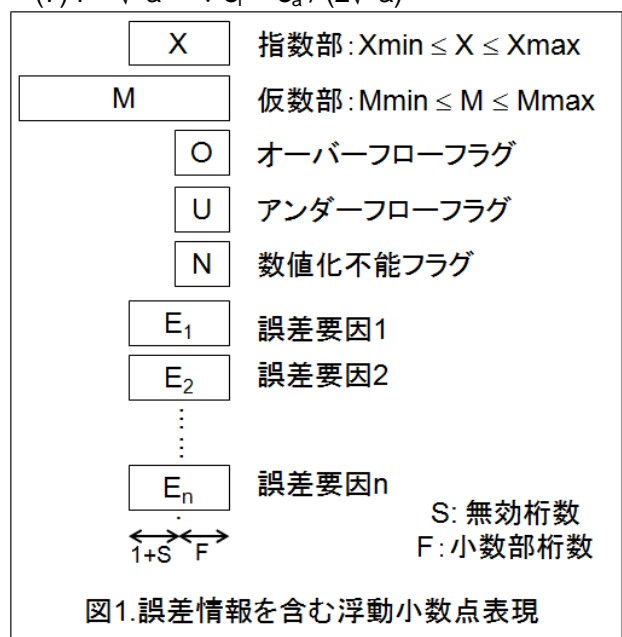 X 指数部：Xmin ≤ X ≤ Xmax
M 仮数部：Mmin ≤ M ≤ Mmax
O オーバーフローフラグ
U アンダーフローフラグ
N 数値化不能フラグ
E₁ 誤差要因1
E₂ 誤差要因2
Eₙ 誤差要因n
S: 無効桁数
1+S F F：小数部桁数
図1.誤差情報を含む浮動小数点表現